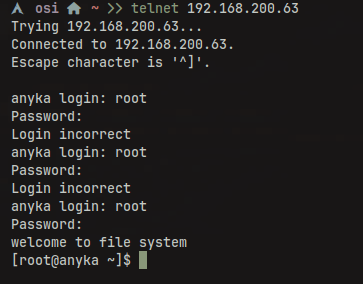 osi ~ >> telnet 192.168.200.63
Trying 192.168.200.63...
Connected to 192.168.200.63.
Escape character is '^]'.
anyka login: root
Password:
Login incorrect
anyka login: root
Password:
Login incorrect
anyka login: root
Password:
welcome to file system
[root@anyka ~]$